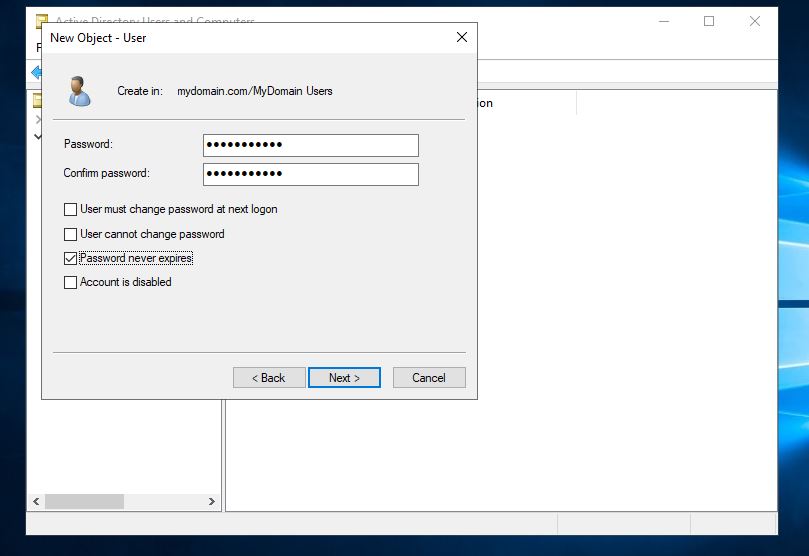 Active Directory Users and Computers
New Object - User
Create in: mydomain.com/MyDomain Users
Password:
Confirm password:
User must change password at next logon
User cannot change password
Password never expires
Account is disabled
< Back Next > Cancel